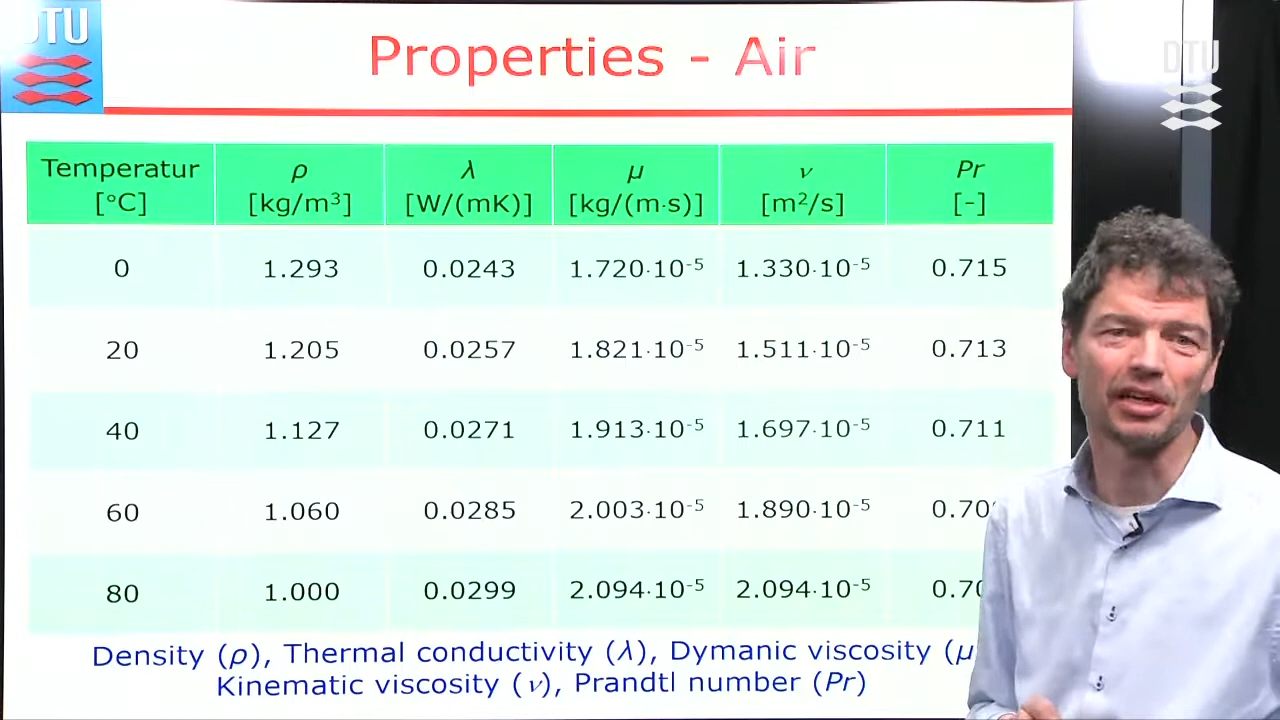 DTU
Properties - Air
DTU
Temperatur ρ λ μ ν Pr
[°C] [kg/m³] [W/(mK)] [kg/(m·s)] [m²/s] [-]
0 1.293 0.0243 1.720·10⁻⁵ 1.330·10⁻⁵ 0.715
20 1.205 0.0257 1.821·10⁻⁵ 1.511·10⁻⁵ 0.713
40 1.127 0.0271 1.913·10⁻⁵ 1.697·10⁻⁵ 0.711
60 1.060 0.0285 2.003·10⁻⁵ 1.890·10⁻⁵
80 1.000 0.0299 2.094·10⁻⁵ 2.094·10⁻⁵
Density (ρ), Thermal conductivity (λ), Dymanic viscosity (μ
Kinematic viscosity (ν), Prandtl number (Pr)